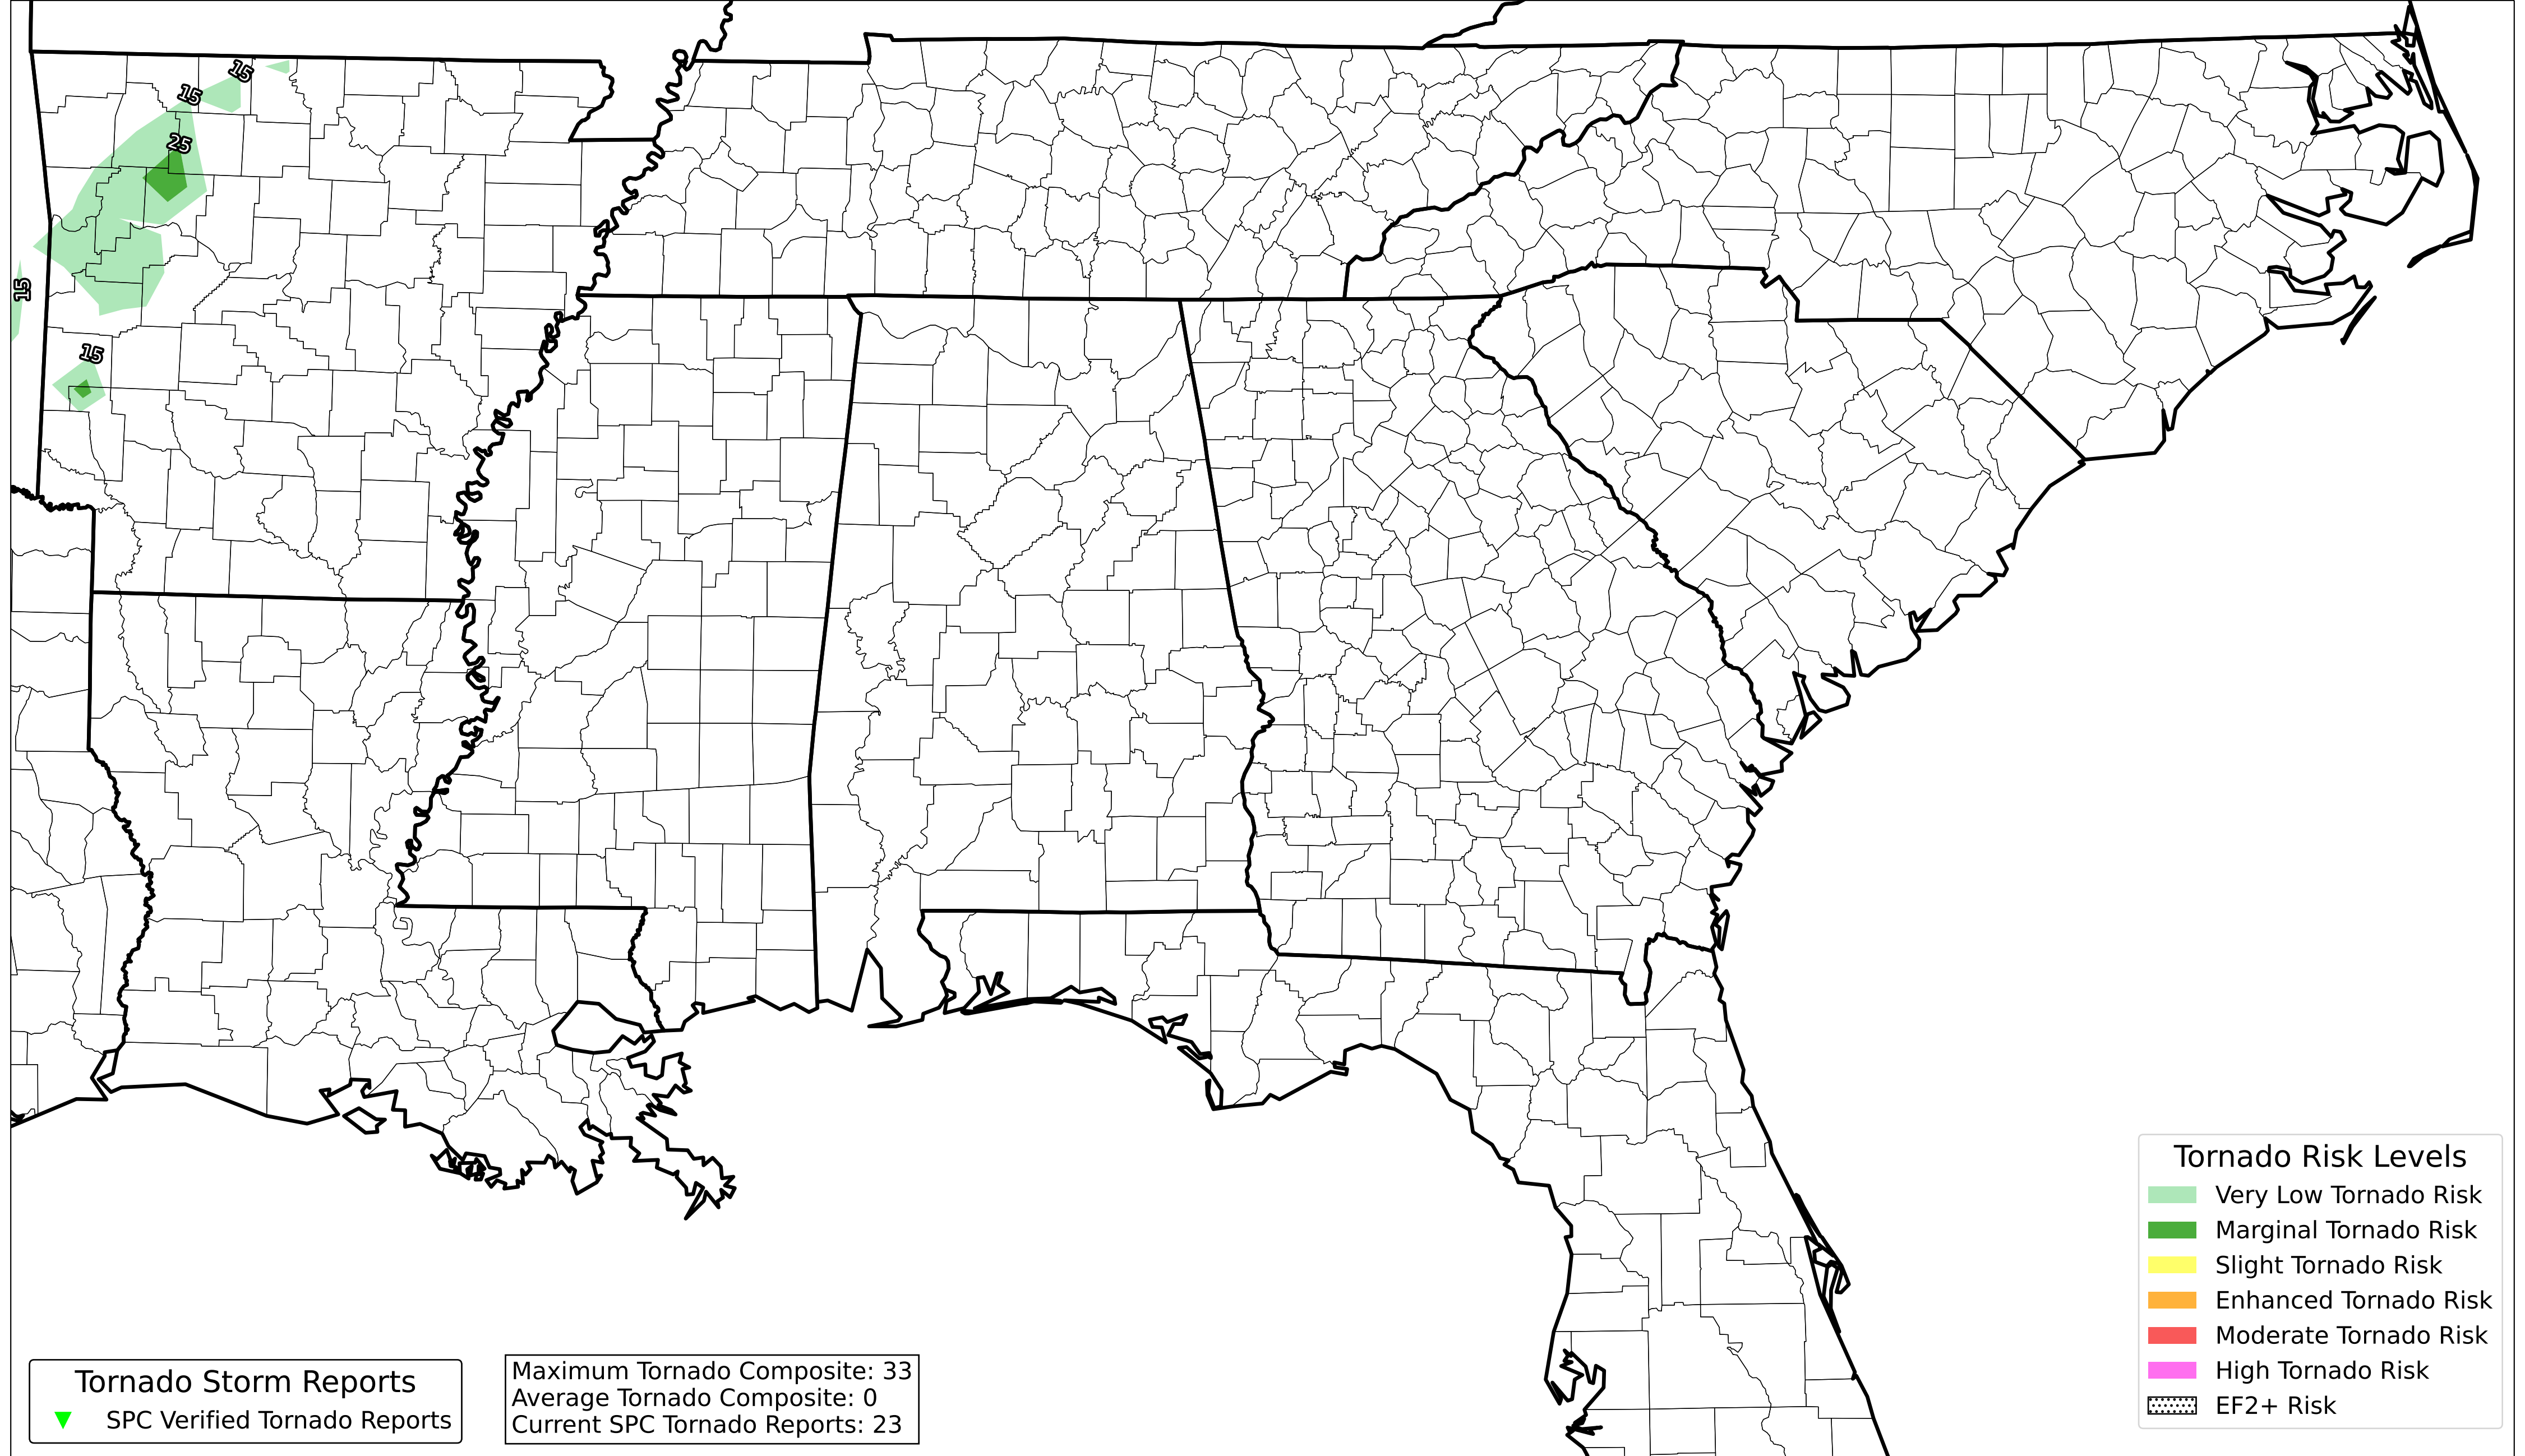 15
15
25
15
15
Tornado Storm Reports
SPC Verified Tornado Reports
Maximum Tornado Composite: 33
Average Tornado Composite: 0
Current SPC Tornado Reports: 23
Tornado Risk Levels
Very Low Tornado Risk
Marginal Tornado Risk
Slight Tornado Risk
Enhanced Tornado Risk
Moderate Tornado Risk
High Tornado Risk
EF2+ Risk